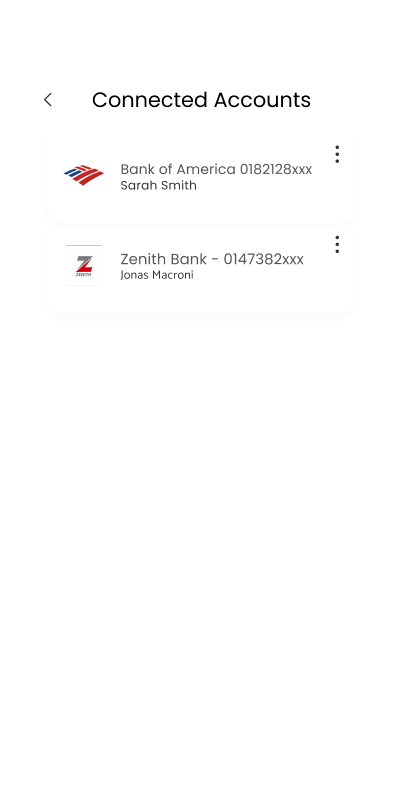 Connected Accounts
Bank of America 0182128xxx
Sarah Smith
Zenith Bank - 0147382xxx
Jonas Macroni
ZENITH